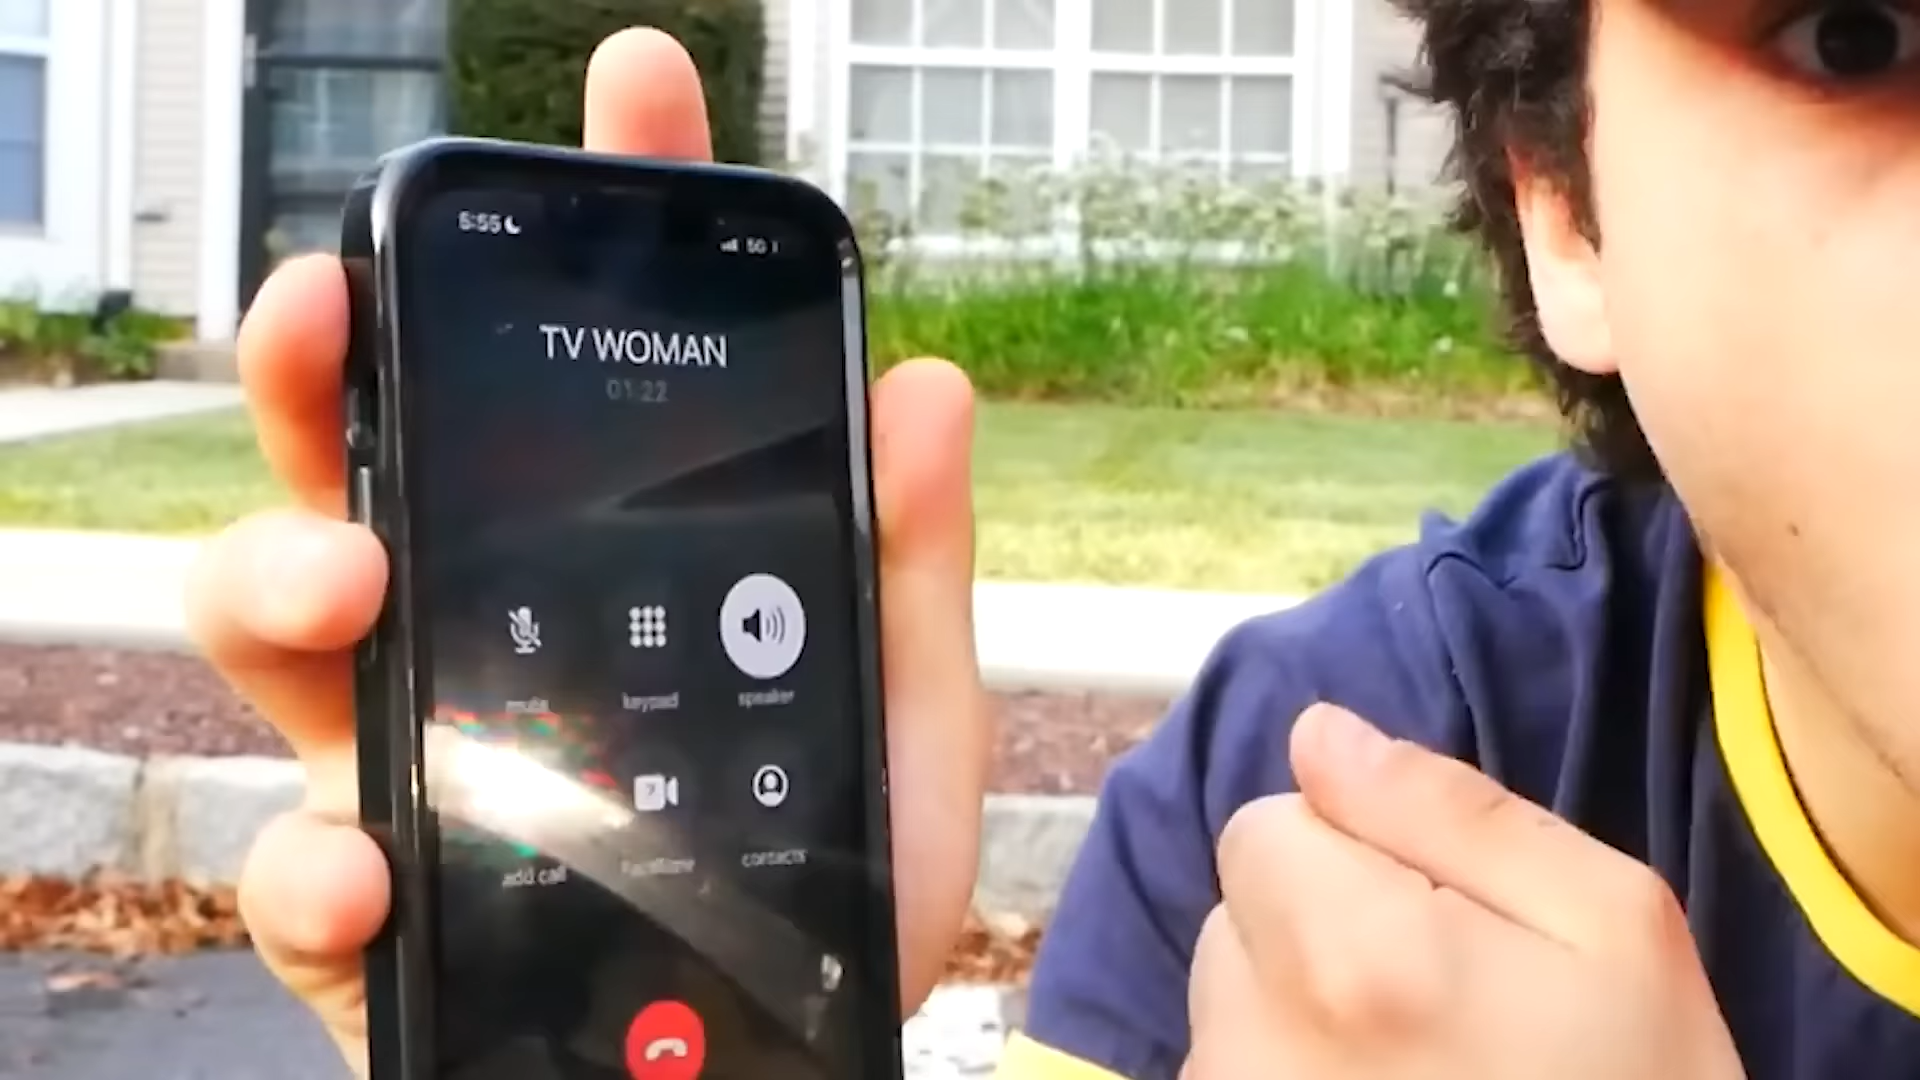 5:55
5G
TV WOMAN
01:22
mute
keypad
speaker
add call
FaceTime
contacts